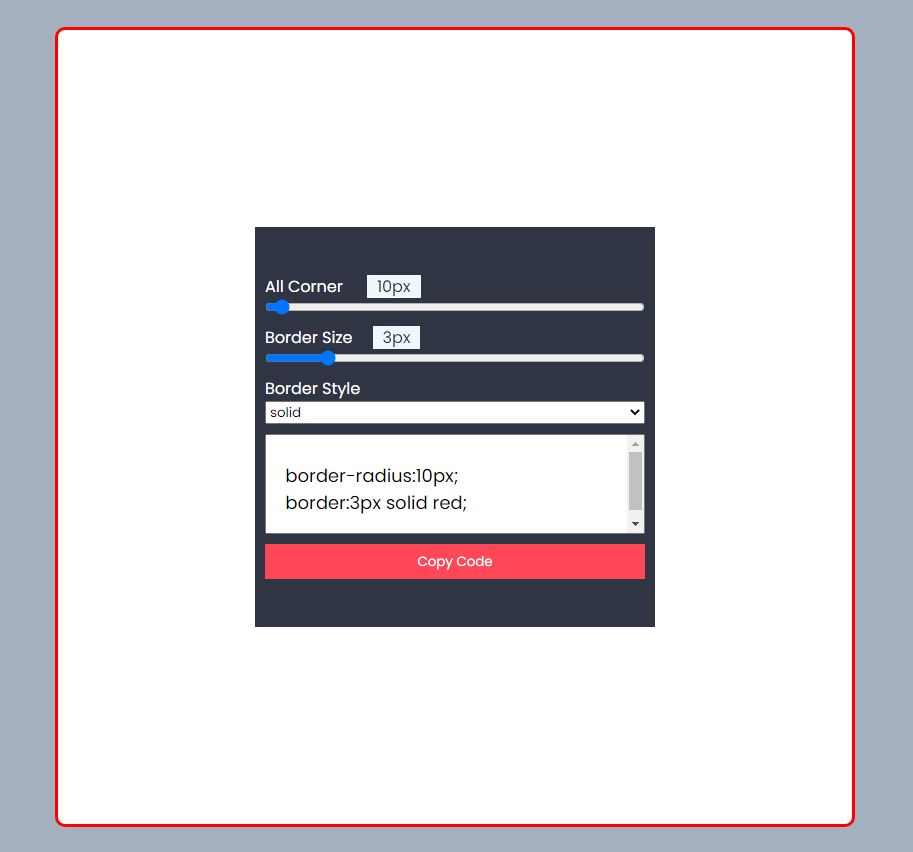 All Corner 10px
Border Size 3px
Border Style
solid
border-radius:10px;
border:3px solid red;
Copy Code